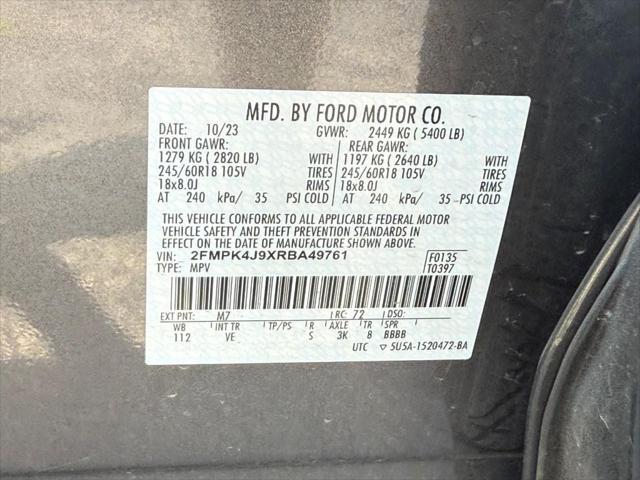 MFD. BY FORD MOTOR CO.
DATE: 10/23 GVWR: 2449 KG ( 5400 LB)
FRONT GAWR: REAR GAWR:
1279 KG ( 2820 LB) WITH 1197 KG ( 2640 LB) WITH
245/60R18 105V TIRES 245/60R18 105V TIRES
18x8.0J RIMS 18x8.0J RIMS
AT 240 kPa/ 35 PSI COLD AT 240 kPa/ 35 PSI COLD
THIS VEHICLE CONFORMS TO ALL APPLICABLE FEDERAL MOTOR
VEHICLE SAFETY AND THEFT PREVENTION STANDARDS IN
EFFECT ON THE DATE OF MANUFACTURE SHOWN ABOVE.
VIN: 2FMPK4J9XRBA49761 F0135
TYPE: MPV T0397
EXT PNT: M7 RC: 72 DSO:
WB INT TR TP/PS R AXLE TR SPR
112 VE S 3K 8 BBBB
UTC ▽ 5U5A-1520472-BA